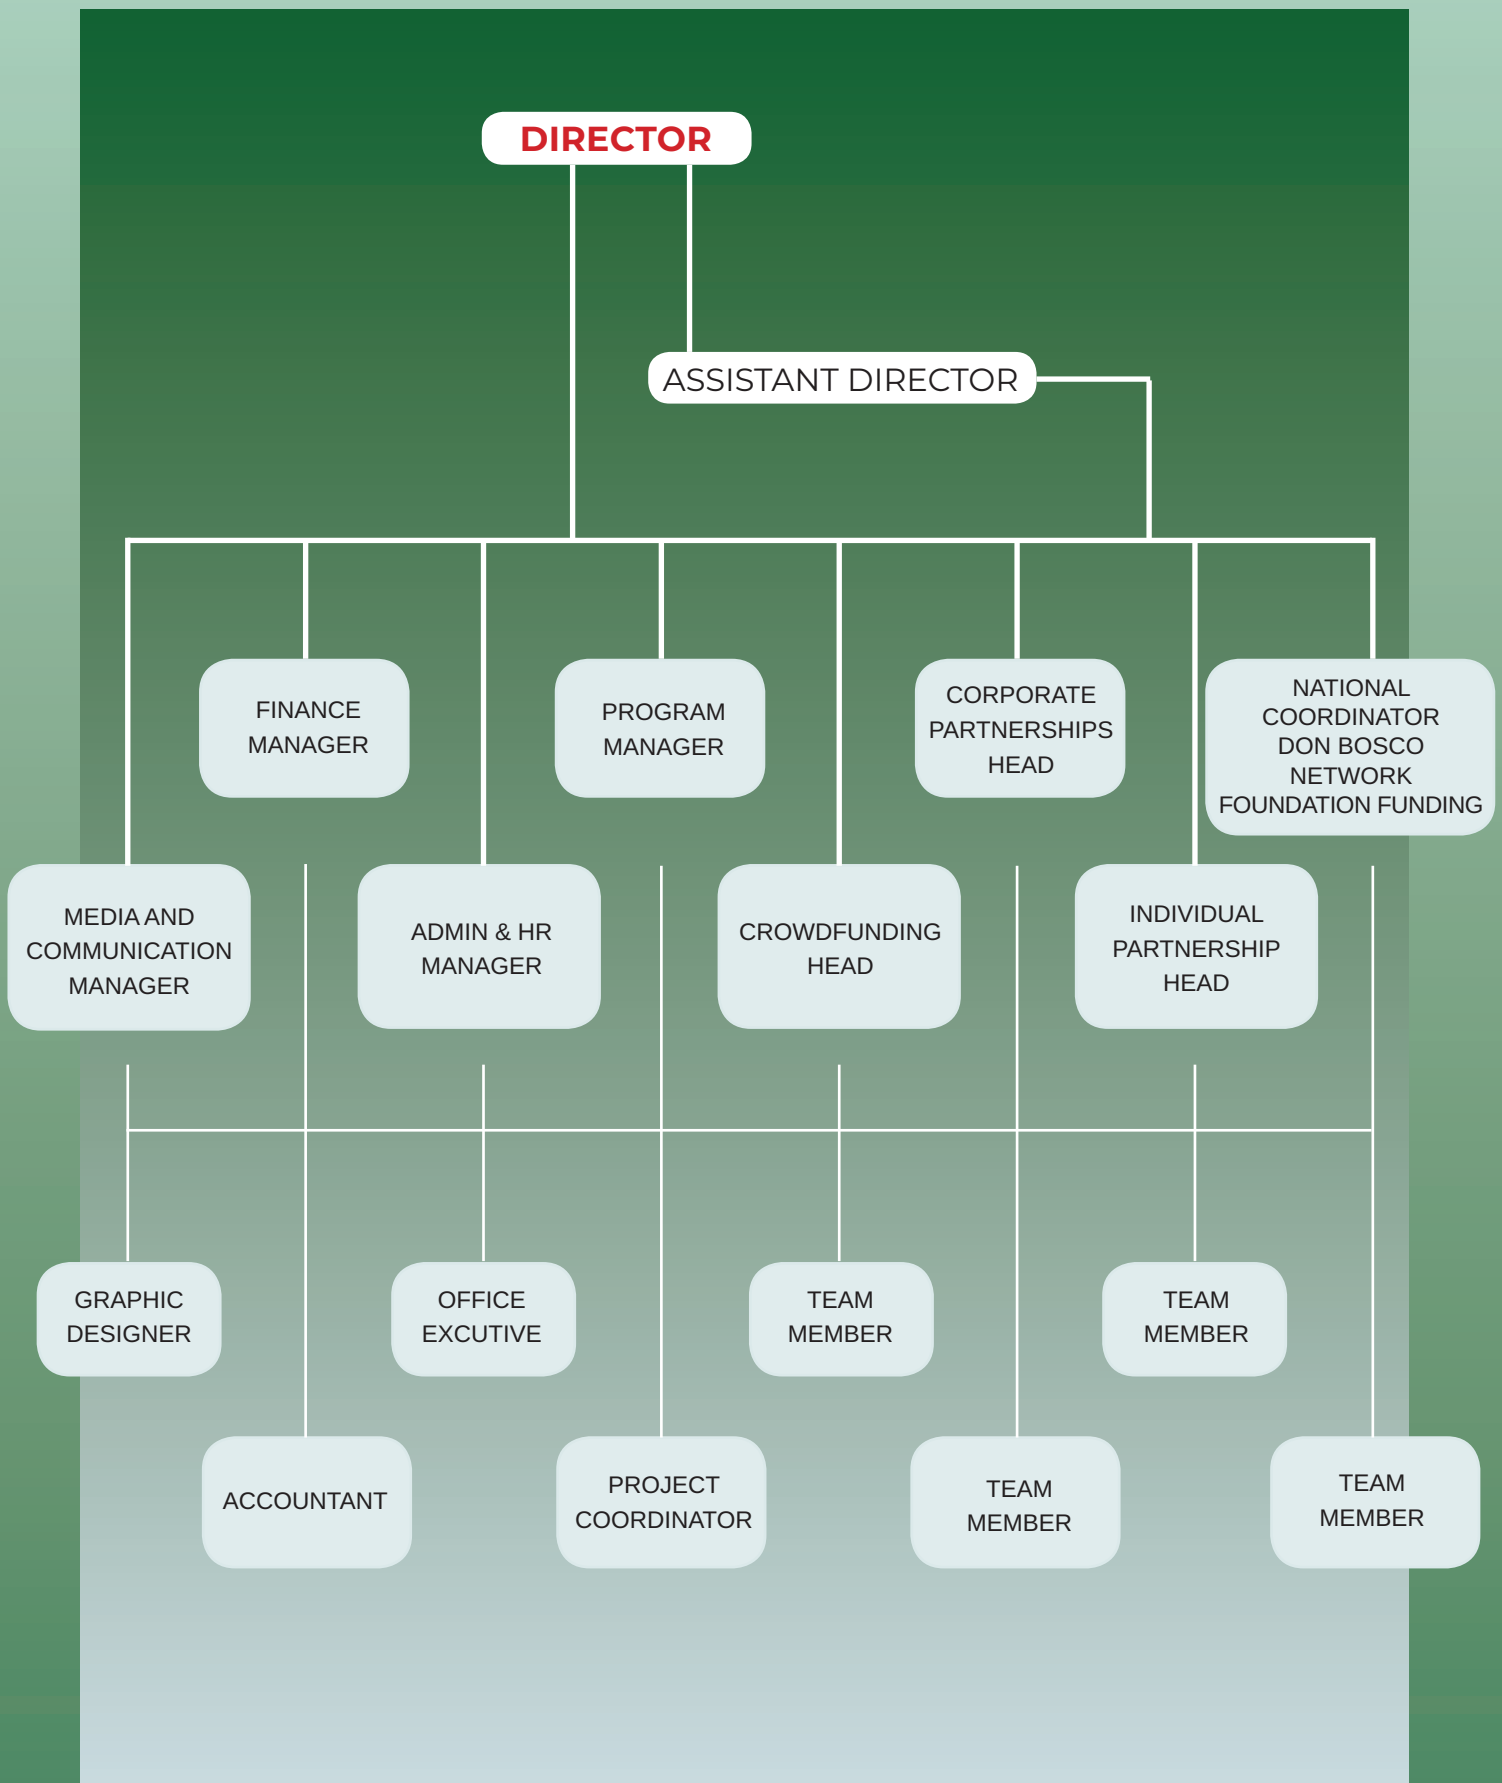 DIRECTOR
ASSISTANT DIRECTOR
FINANCE
MANAGER
PROGRAM
MANAGER
CORPORATE
PARTNERSHIPS
HEAD
NATIONAL
COORDINATOR
DON BOSCO
NETWORK
FOUNDATION FUNDING
MEDIA AND
COMMUNICATION
MANAGER
ADMIN & HR
MANAGER
CROWDFUNDING
HEAD
INDIVIDUAL
PARTNERSHIP
HEAD
GRAPHIC
DESIGNER
OFFICE
EXCUTIVE
TEAM
MEMBER
TEAM
MEMBER
ACCOUNTANT
PROJECT
COORDINATOR
TEAM
MEMBER
TEAM
MEMBER